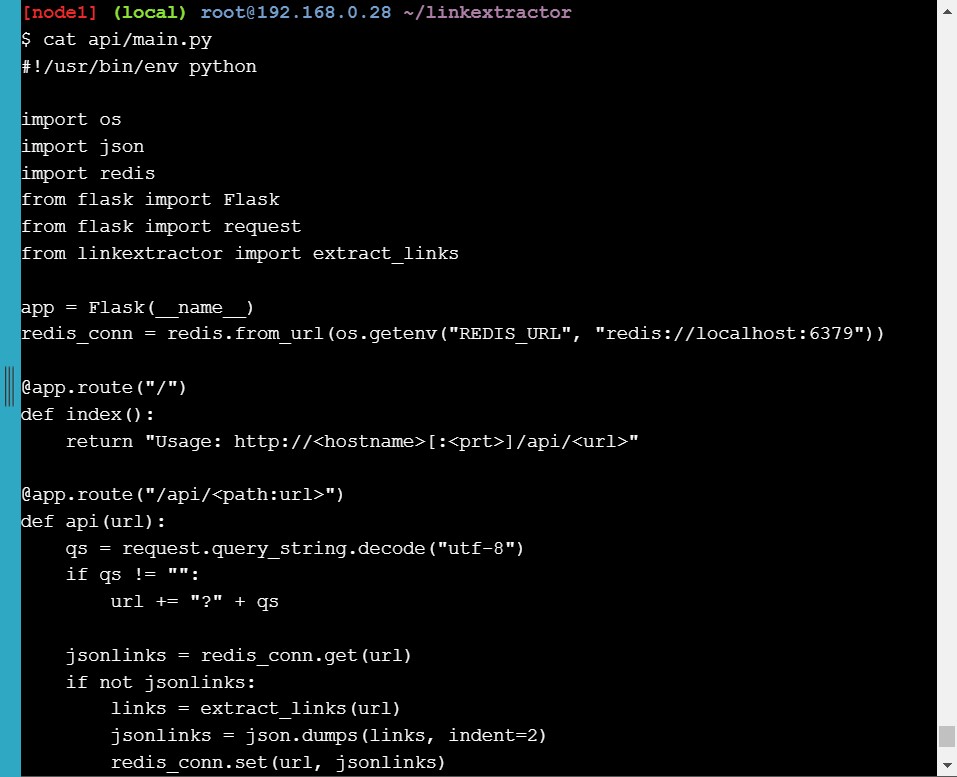 [node1] (local) root@192.168.0.28 ~/linkextractor
$ cat api/main.py
#!/usr/bin/env python

import os
import json
import redis
from flask import Flask
from flask import request
from linkextractor import extract_links

app = Flask(__name__)
redis_conn = redis.from_url(os.getenv("REDIS_URL", "redis://localhost:6379"))

@app.route("/")
def index():
    return "Usage: http://<hostname>[:<prt>]/api/<url>"

@app.route("/api/<path:url>")
def api(url):
    qs = request.query_string.decode("utf-8")
    if qs != "":
        url += "?" + qs

    jsonlinks = redis_conn.get(url)
    if not jsonlinks:
        links = extract_links(url)
        jsonlinks = json.dumps(links, indent=2)
        redis_conn.set(url, jsonlinks)